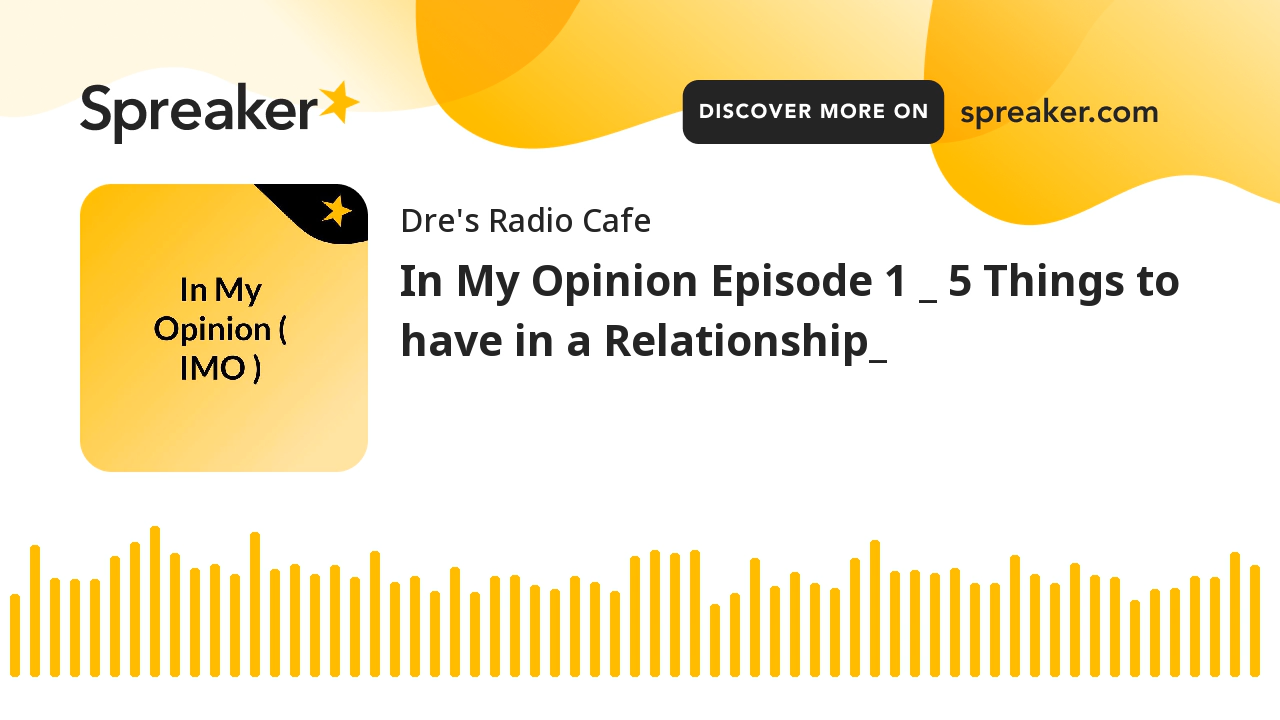 Spreaker
DISCOVER MORE ON
spreaker.com
In My
Opinion (
IMO )
Dre's Radio Cafe
In My Opinion Episode 1 _ 5 Things to
have in a Relationship_